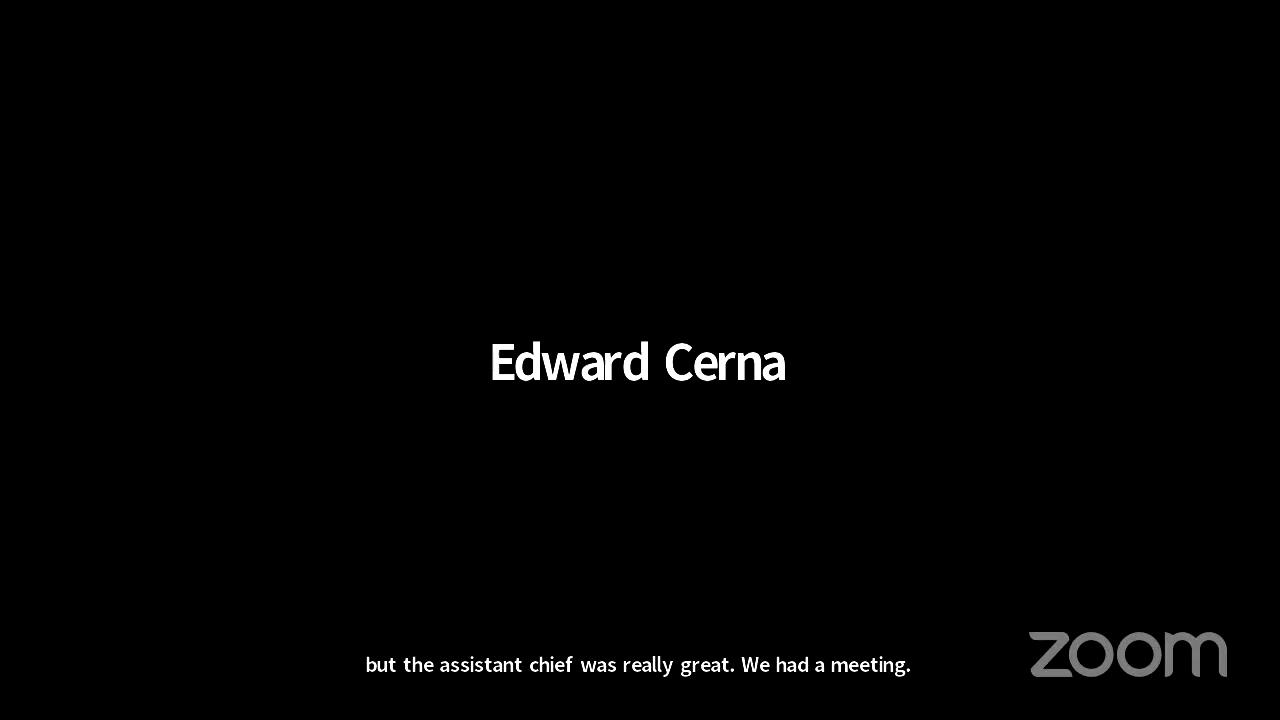 Edward Cerna
but the assistant chief was really great. We had a meeting.
zoom